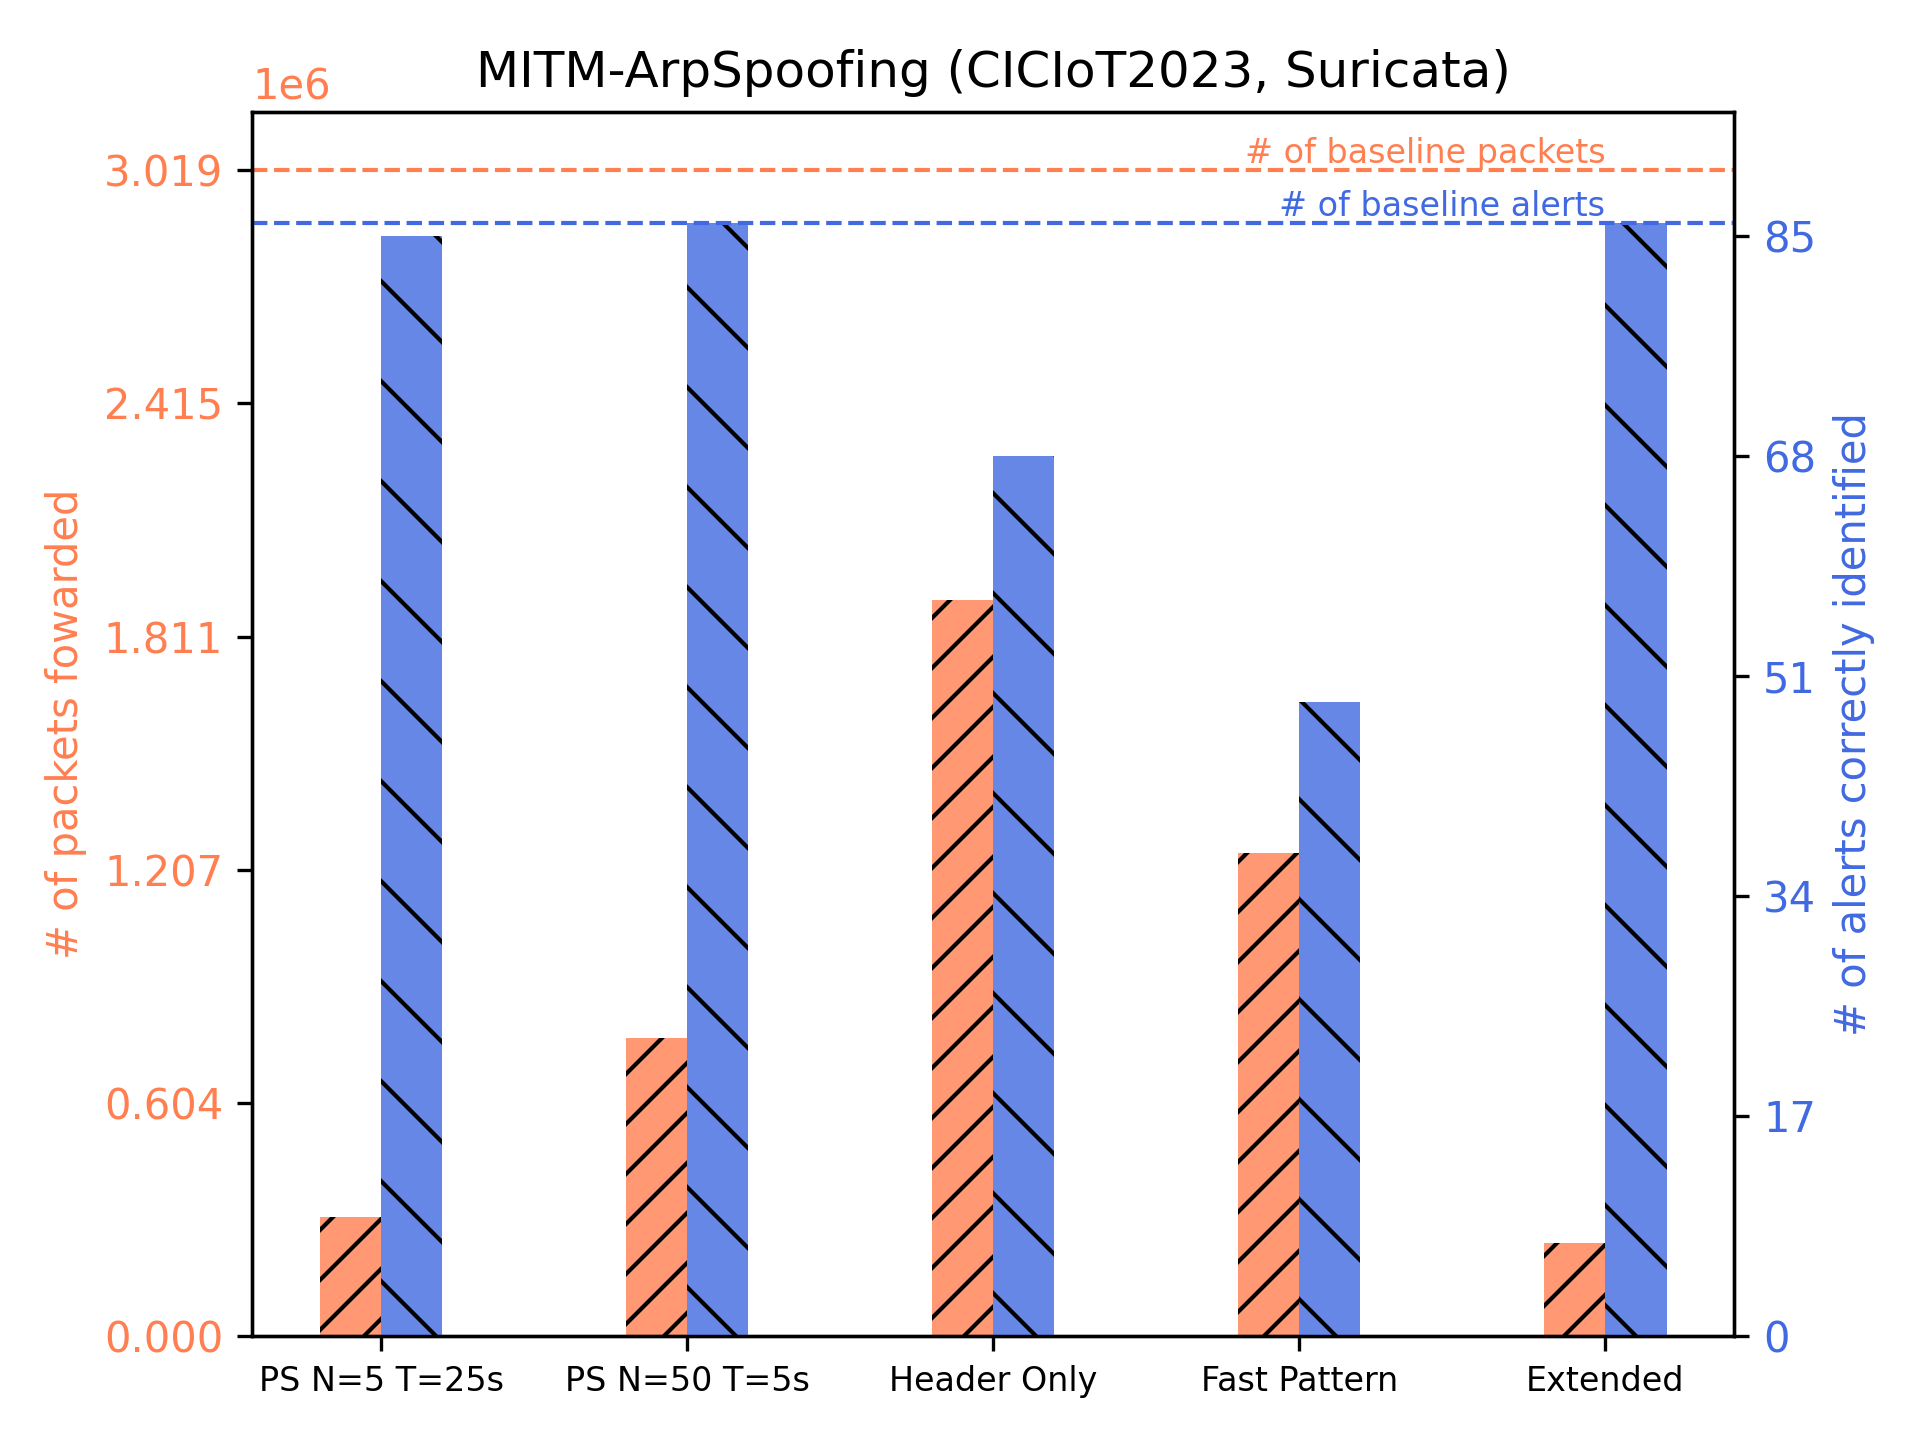 MITM-ArpSpoofing (CICIoT2023, Suricata)
1e6
# of baseline packets
# of baseline alerts
3.019
2.415
1.811
1.207
0.604
0.000
# of packets fowarded
85
68
51
34
17
0
# of alerts correctly identified
PS N=5 T=25s
PS N=50 T=5s
Header Only
Fast Pattern
Extended